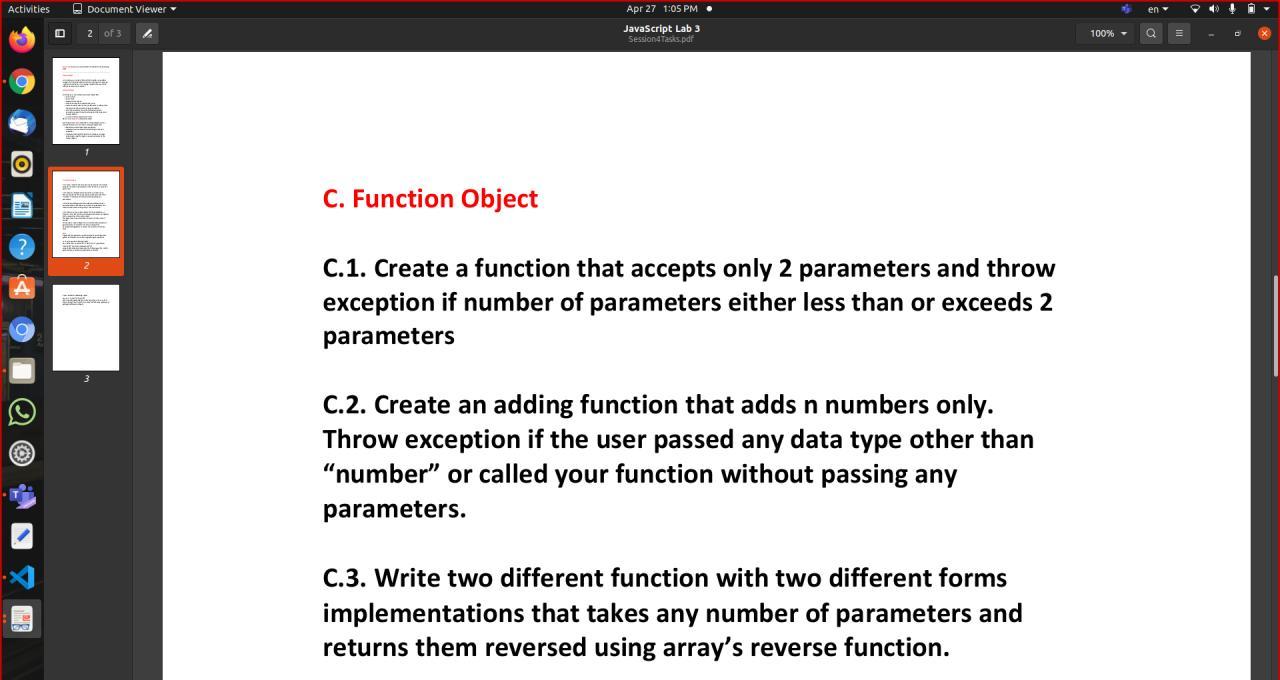 Activities
Document Viewer
Apr 27 1:05 PM
en
2 of 3
JavaScript Lab 3
Session4Tasks.pdf
100%
1
2
3
C. Function Object
C.1. Create a function that accepts only 2 parameters and throw
exception if number of parameters either less than or exceeds 2
parameters
C.2. Create an adding function that adds n numbers only.
Throw exception if the user passed any data type other than
“number” or called your function without passing any
parameters.
C.3. Write two different function with two different forms
implementations that takes any number of parameters and
returns them reversed using array’s reverse function.